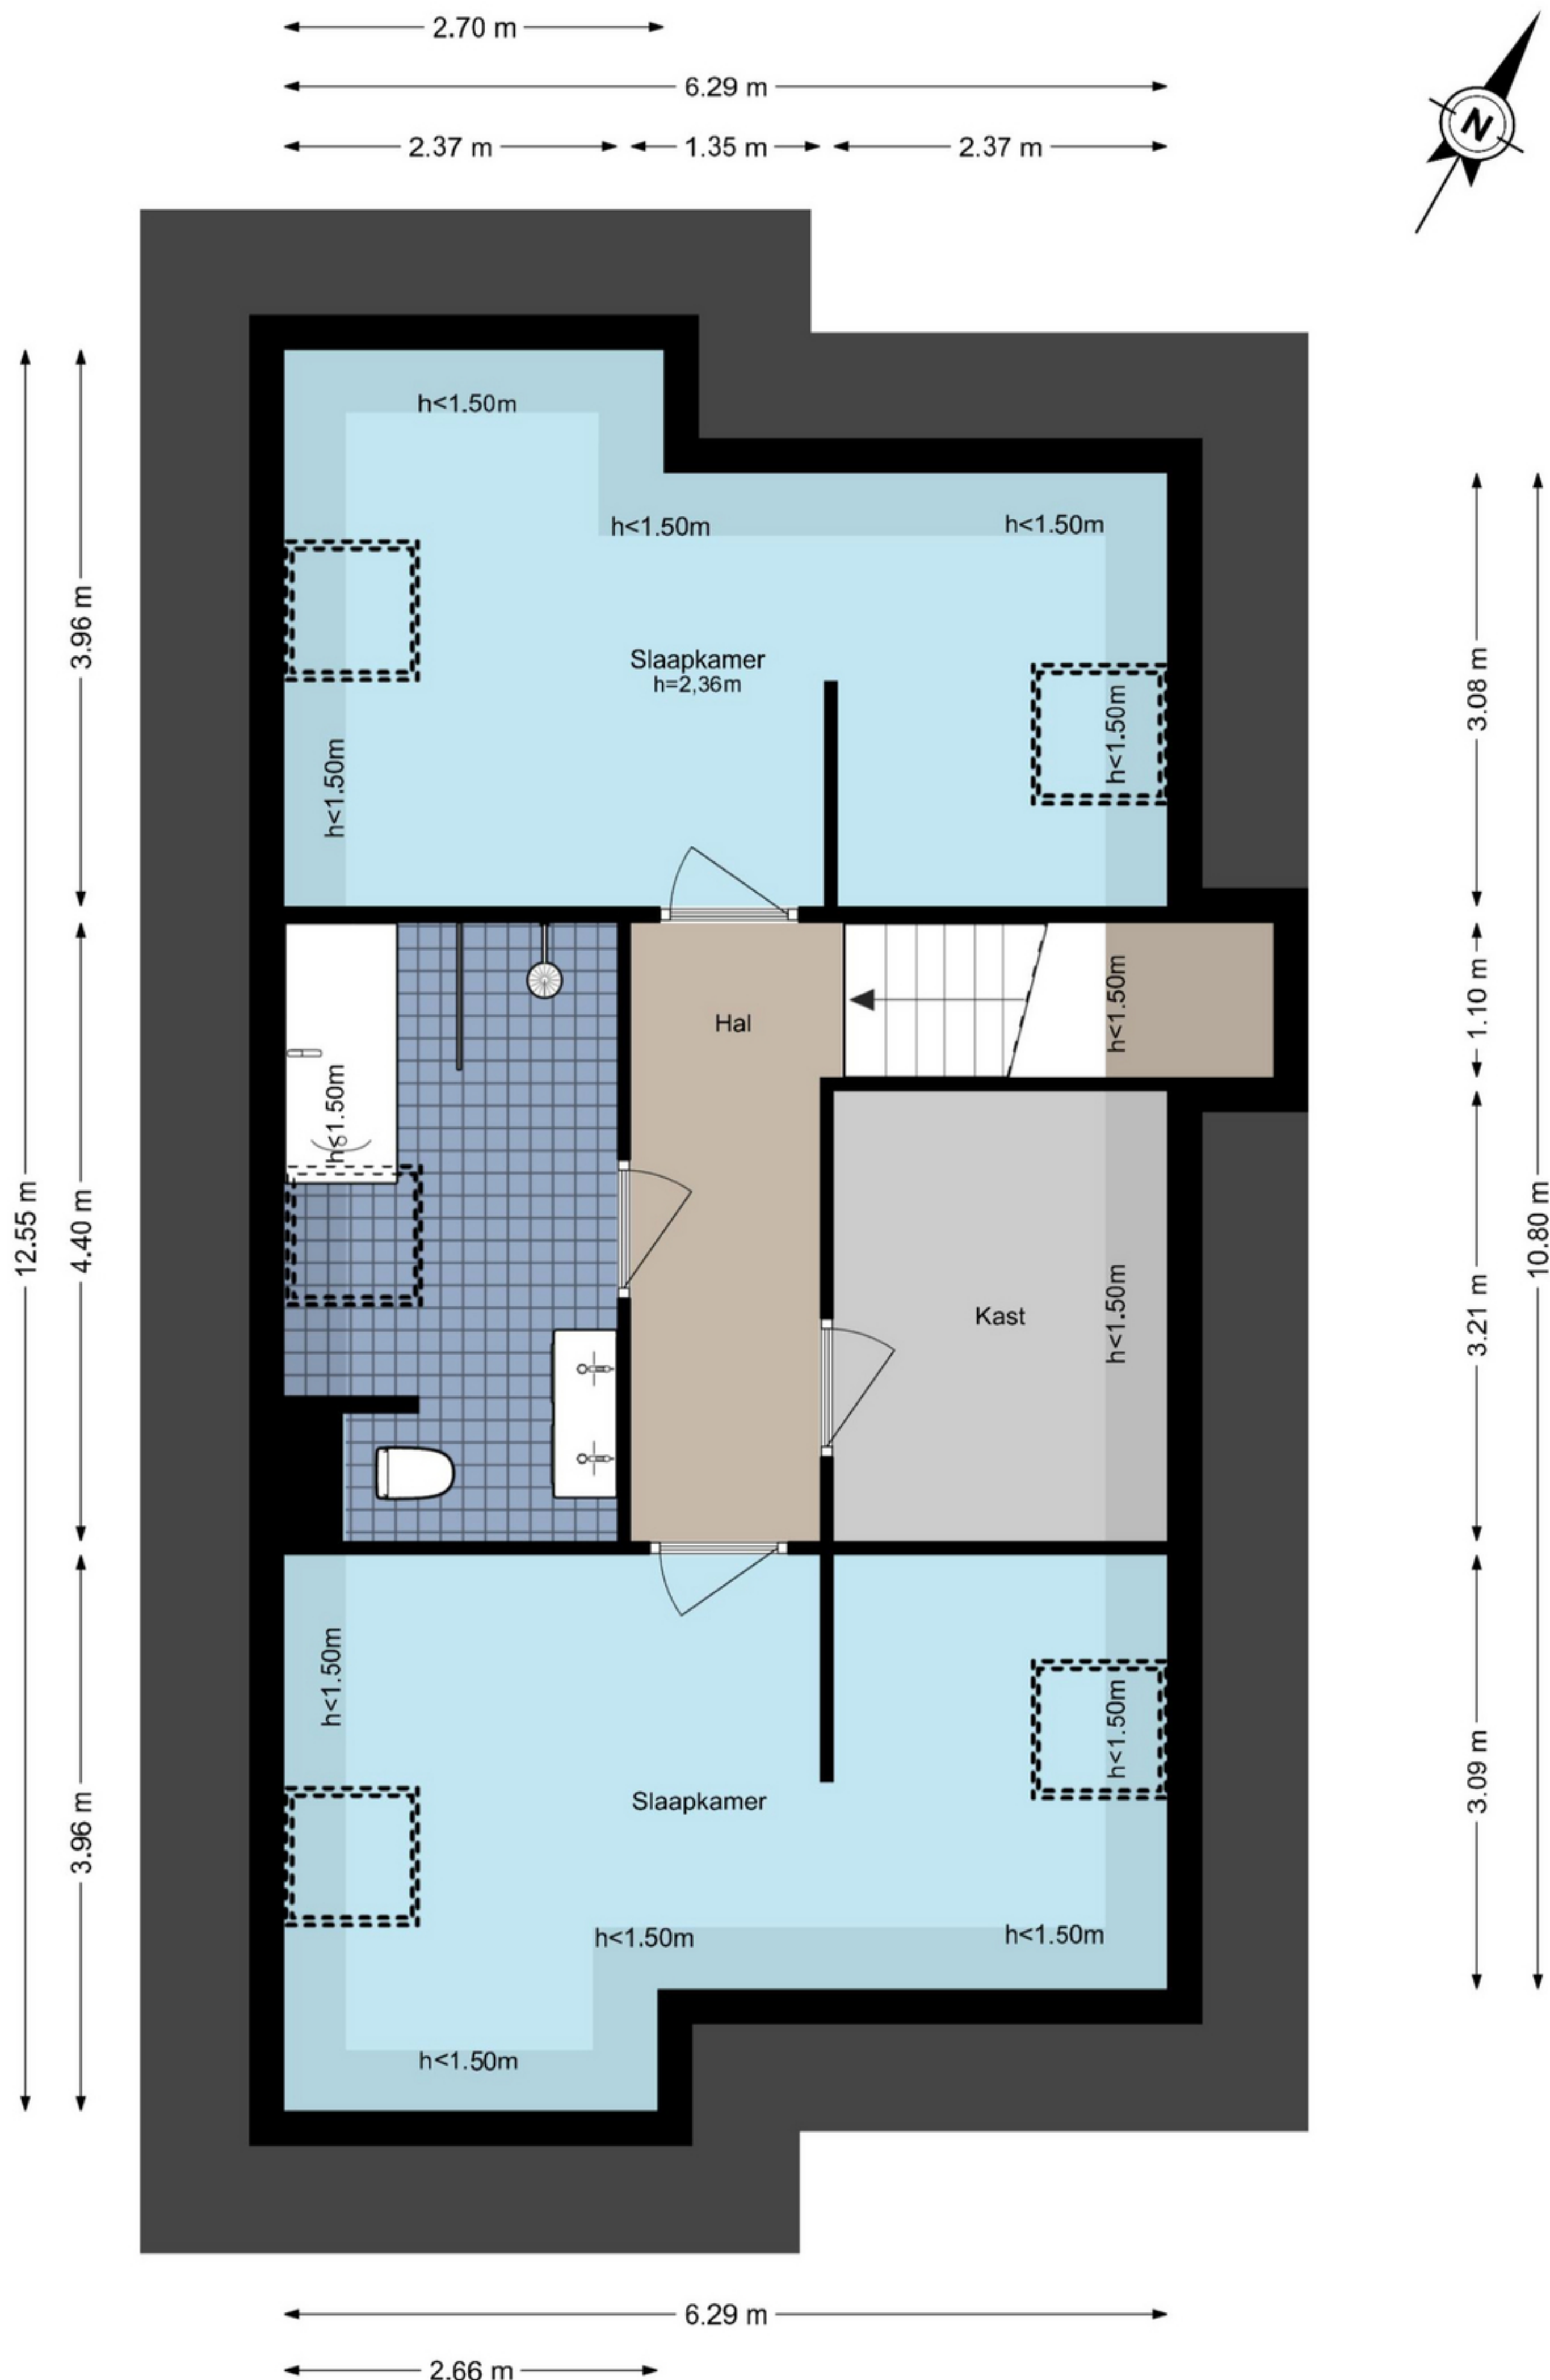 2.70 m
6.29 m
2.37 m
1.35 m
2.37 m
N
h<1.50m
h<1.50m
h<1.50m
Slaapkamer
h=2,36m
h<1.50m
h<1.50m
3.96 m
3.08 m
Hal
h<1.50m
1.10 m
h<1.50m
12.55 m
4.40 m
Kast
h<1.50m
3.21 m
10.80 m
h<1.50m
h<1.50m
Slaapkamer
3.96 m
3.09 m
h<1.50m
h<1.50m
h<1.50m
6.29 m
2.66 m